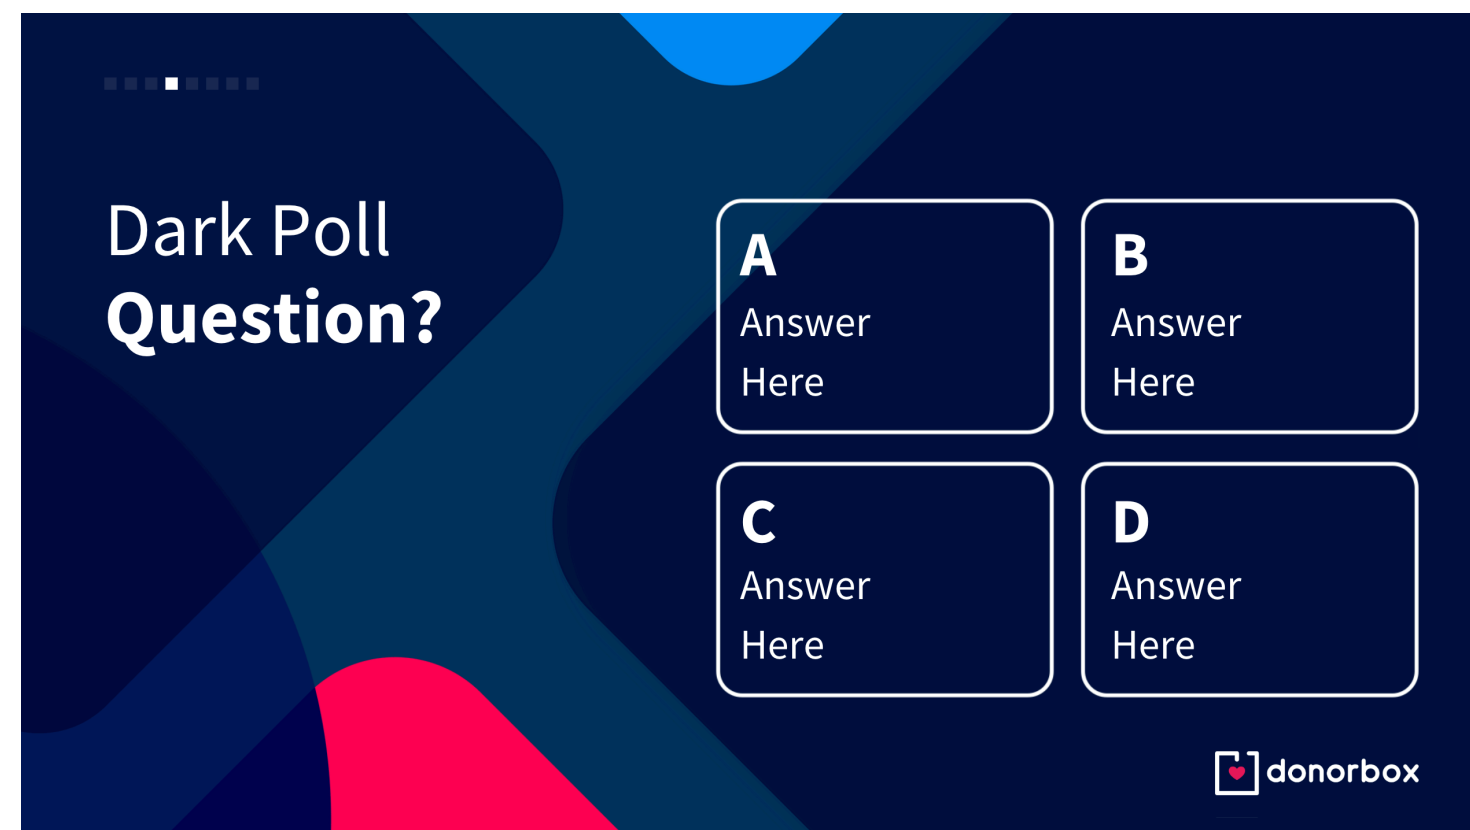 Dark Poll
Question?
A
Answer
Here
B
Answer
Here
C
Answer
Here
D
Answer
Here
donorbox